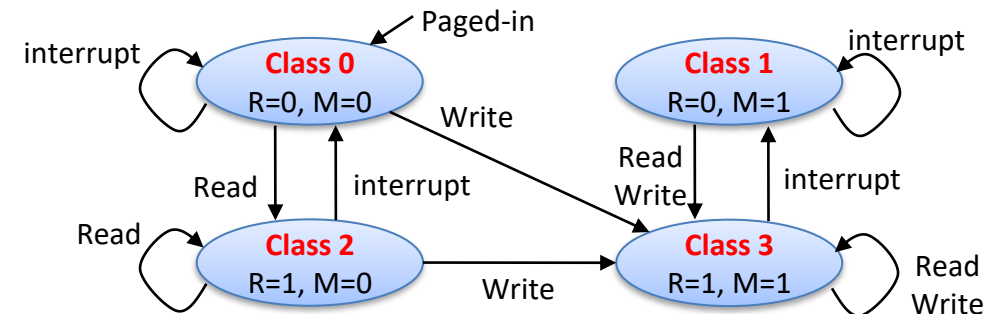 Paged-in
interrupt
Class 0
R=0, M=0
Class 1
R=0, M=1
interrupt
Write
Read
interrupt
Read
Write
interrupt
Read
Class 2
R=1, M=0
Write
Class 3
R=1, M=1
Read
Write